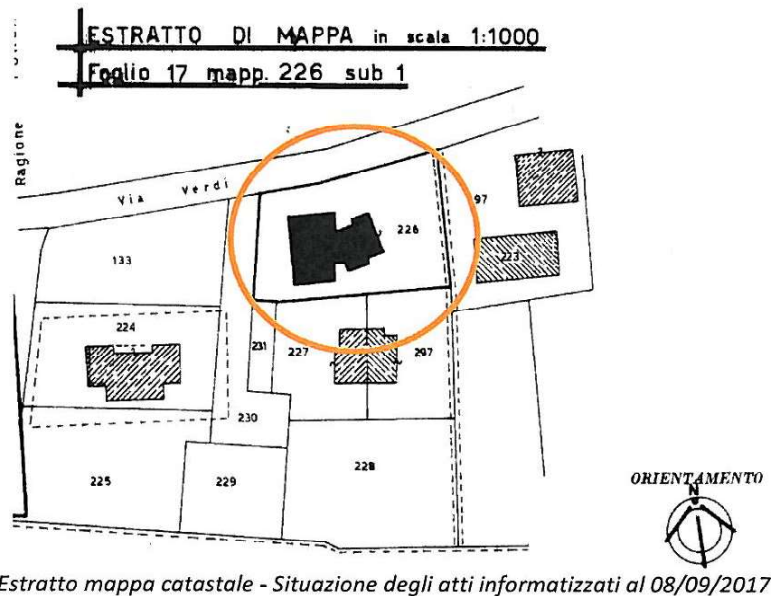 ESTRATTO DI MAPPA in scala 1:1000
Foglio 17 mapp. 226 sub 1
Ragione
Via Verdi
97
226
223
133
224
231
227
297
230
225
229
228
ORIENTAMENTO
N
Estratto mappa catastale - Situazione degli atti informatizzati al 08/09/2017